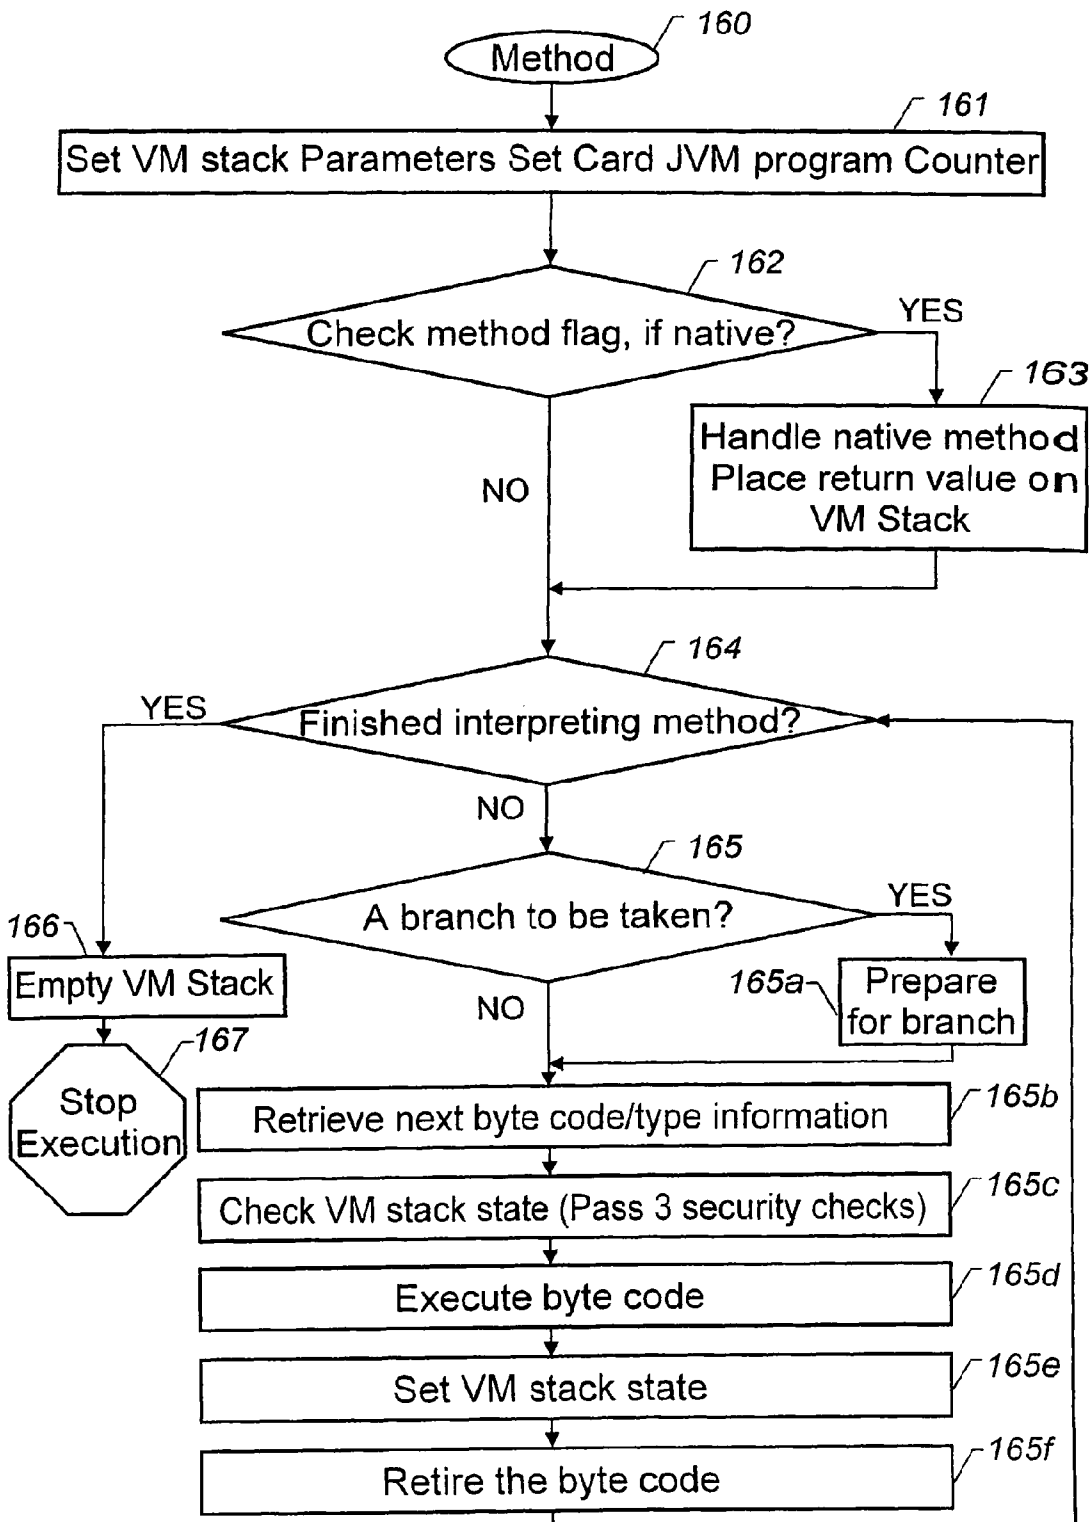 160
Method
161
Set VM stack Parameters Set Card JVM program Counter
162
Check method flag, if native?
YES
163
Handle native method
Place return value on
VM Stack
NO
164
YES
Finished interpreting method?
NO
165
A branch to be taken?
YES
166
Empty VM Stack
165a
Prepare
for branch
NO
167
Stop
Execution
165b
Retrieve next byte code/type information
165c
Check VM stack state (Pass 3 security checks)
165d
Execute byte code
165e
Set VM stack state
165f
Retire the byte code